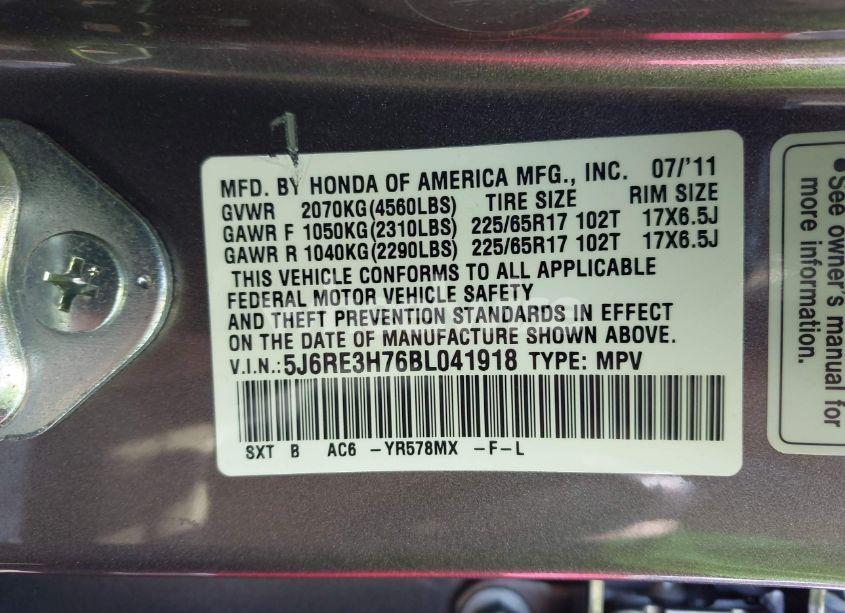 MFD. BY HONDA OF AMERICA MFG., INC. 07/'11
GVWR 2070KG(4560LBS) TIRE SIZE RIM SIZE
GAWR F 1050KG(2310LBS) 225/65R17 102T 17X6.5J
GAWR R 1040KG(2290LBS) 225/65R17 102T 17X6.5J
THIS VEHICLE CONFORMS TO ALL APPLICABLE
FEDERAL MOTOR VEHICLE SAFETY
AND THEFT PREVENTION STANDARDS IN EFFECT
ON THE DATE OF MANUFACTURE SHOWN ABOVE.
V.I.N.:5J6RE3H76BL041918 TYPE: MPV
SXT B AC6 -YR578MX -F-L
•See owner's manual for
more information.